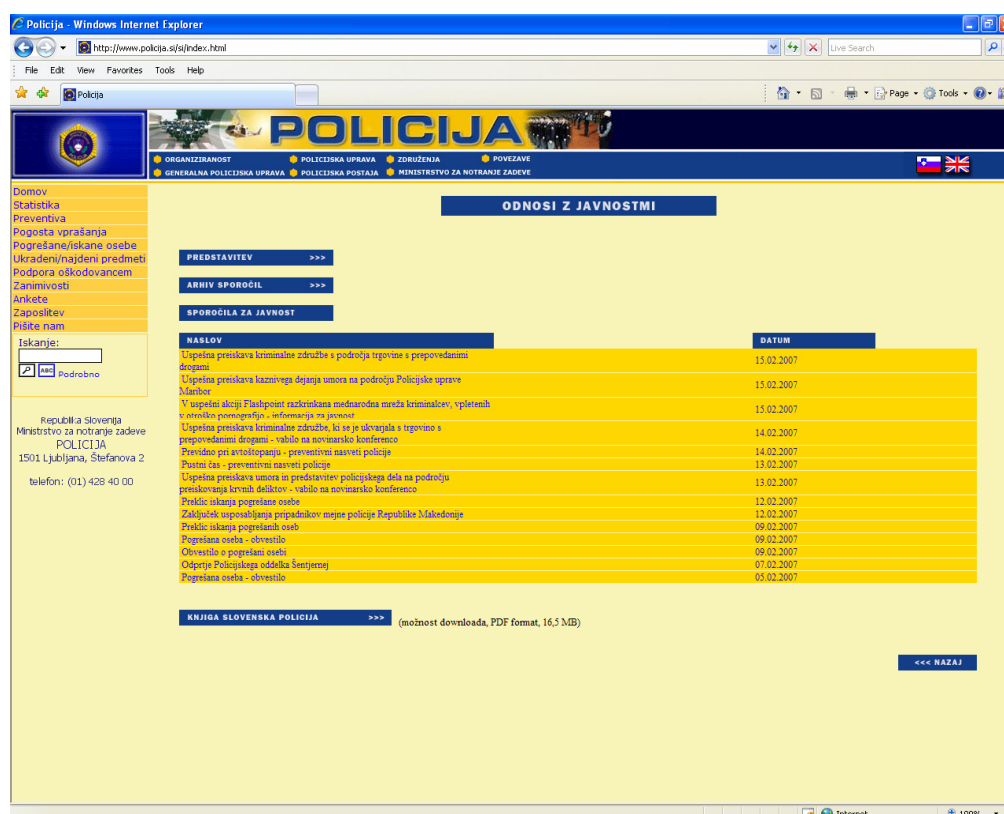 Policija - Windows Internet Explorer
http://www.policija.si/si/index.html
Live Search
File Edit View Favorites Tools Help
Policija
Page Tools
POLICIJA
ORGANIZIRANOST POLICIJSKA UPRAVA ZDRUŽENJA POVEZAVE
GENERALNA POLICIJSKA UPRAVA POLICIJSKA POSTAJA MINISTRSTVO ZA NOTRANJE ZADEVE
Domov
Statistika
Preventiva
Pogosta vprašanja
Pogrešane/iskane osebe
Ukradeni/najdeni predmeti
Podpora oškodovancem
Zanimivosti
Ankete
Zaposlitev
Pišite nam
Iskanje:
ABC Podrobno
Republika Slovenija
Ministrstvo za notranje zadeve
POLICIJA
1501 Ljubljana, Štefanova 2
telefon: (01) 428 40 00
ODNOSI Z JAVNOSTMI
PREDSTAVITEV >>>
ARHIV SPOROČIL >>>
SPOROČILA ZA JAVNOST
NASLOV DATUM
Uspešna preiskava kriminalne združbe s področja trgovine s prepovedanimi
drogami 15.02.2007
Uspešna preiskava kaznivega dejanja umora na področju Policijske uprave
Maribor 15.02.2007
V uspešni akciji Flashpoint razkrinkana mednarodna mreža kriminalcev, vpletenih
v otroško pornografijo - informacija za javnost 15.02.2007
Uspešna preiskava kriminalne združbe, ki se je ukvarjala s trgovino s
prepovedanimi drogami - vabilo na novinarsko konferenco 14.02.2007
Previdno pri avtoštopanju - preventivni nasveti policije 14.02.2007
Pustni čas - preventivni nasveti policije 13.02.2007
Uspešna preiskava umora in predstavitev policijskega dela na področju
preiskovanja krvnih deliktov - vabilo na novinarsko konferenco 13.02.2007
Preklic iskanja pogrešane osebe 12.02.2007
Zaključek usposabljanja pripadnikov mejne policije Republike Makedonije 12.02.2007
Preklic iskanja pogrešanih oseb 09.02.2007
Pogrešana oseba - obvestilo 09.02.2007
Obvestilo o pogrešani osebi 09.02.2007
Odprtje Policijskega oddelka Šentjernej 07.02.2007
Pogrešana oseba - obvestilo 05.02.2007
KNJIGA SLOVENSKA POLICIJA >>> (možnost downloada, PDF format, 16,5 MB)
<<< NAZAJ
Internet 100%